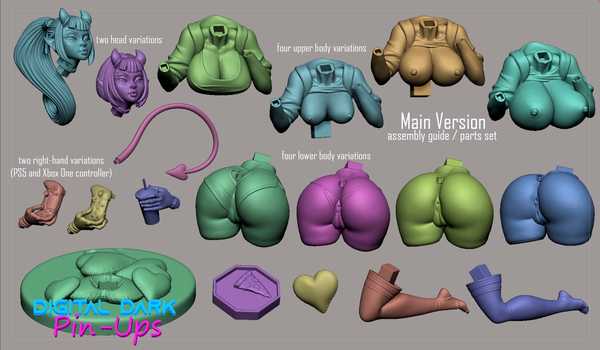 two head variations
four upper body variations
Main Version
assembly guide / parts set
two right-hand variations
(PS5 and Xbox One controller)
four lower body variations
DIGITAL DARK
Pin-Ups